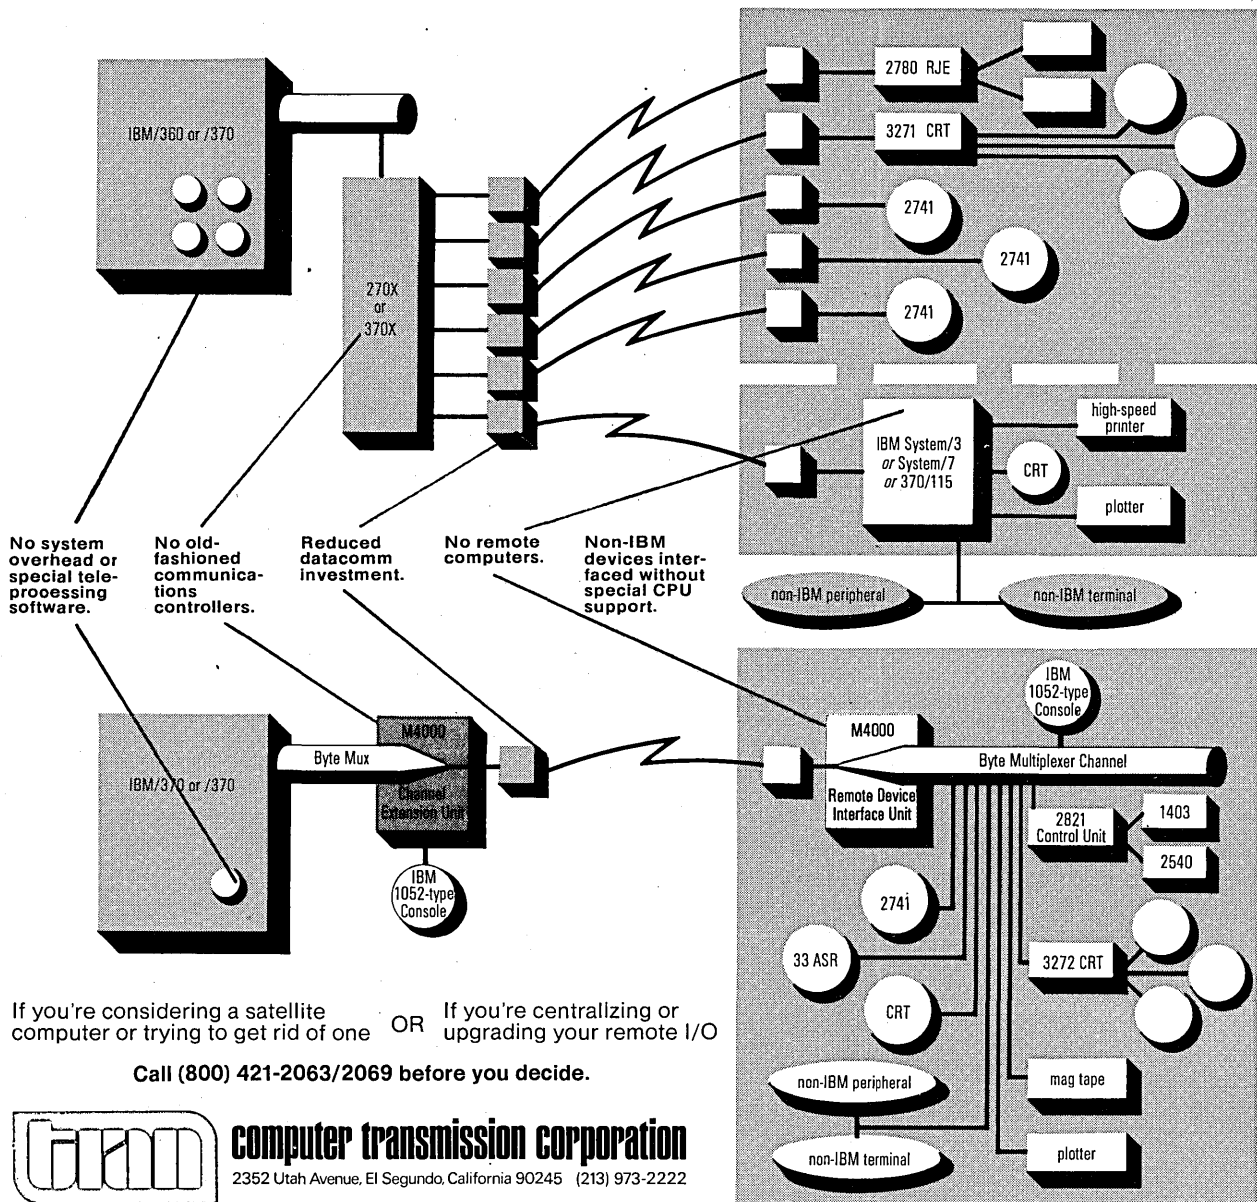 IBM/360 or /370
270X
or
370X
2780 RJE
3271 CRT
2741
2741
2741
IBM System/3
or System/7
or 370/115
high-speed
printer
CRT
plotter
non-IBM peripheral
non-IBM terminal
No system
overhead or
special tele-
processing
software.
No old-
fashioned
communica-
tions
controllers.
Reduced
datacomm
investment.
No remote
computers.
Non-IBM
devices inter-
faced without
special CPU
support.
IBM/370 or /370
Byte Mux
M4000
Channel
Extension Unit
IBM
1052-type
Console
M4000
Remote Device
Interface Unit
IBM
1052-type
Console
Byte Multiplexer Channel
2821
Control Unit
1403
2540
2741
33 ASR
CRT
3272 CRT
non-IBM peripheral
non-IBM terminal
mag tape
plotter
If you're considering a satellite
computer or trying to get rid of one
OR
If you're centralizing or
upgrading your remote I/O
Call (800) 421-2063/2069 before you decide.
tran
computer transmission corporation
2352 Utah Avenue, El Segundo, California 90245 (213) 973-2222